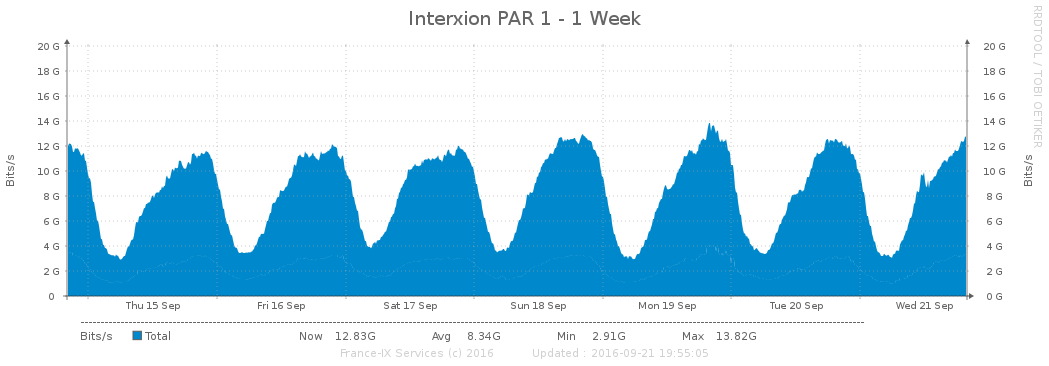 Interxion PAR 1 - 1 Week
RRDTOOL / TOBI OETIKER
Bits/s
20 G 20 G
18 G 18 G
16 G 16 G
14 G 14 G
12 G 12 G
10 G 10 G
8 G 8 G
6 G 6 G
4 G 4 G
2 G 2 G
0 0 G
Bits/s
Thu 15 Sep Fri 16 Sep Sat 17 Sep Sun 18 Sep Mon 19 Sep Tue 20 Sep Wed 21 Sep
Bits/s Total Now 12.83G Avg 8.34G Min 2.91G Max 13.82G
France-IX Services (c) 2016 Updated : 2016-09-21 19:55:05